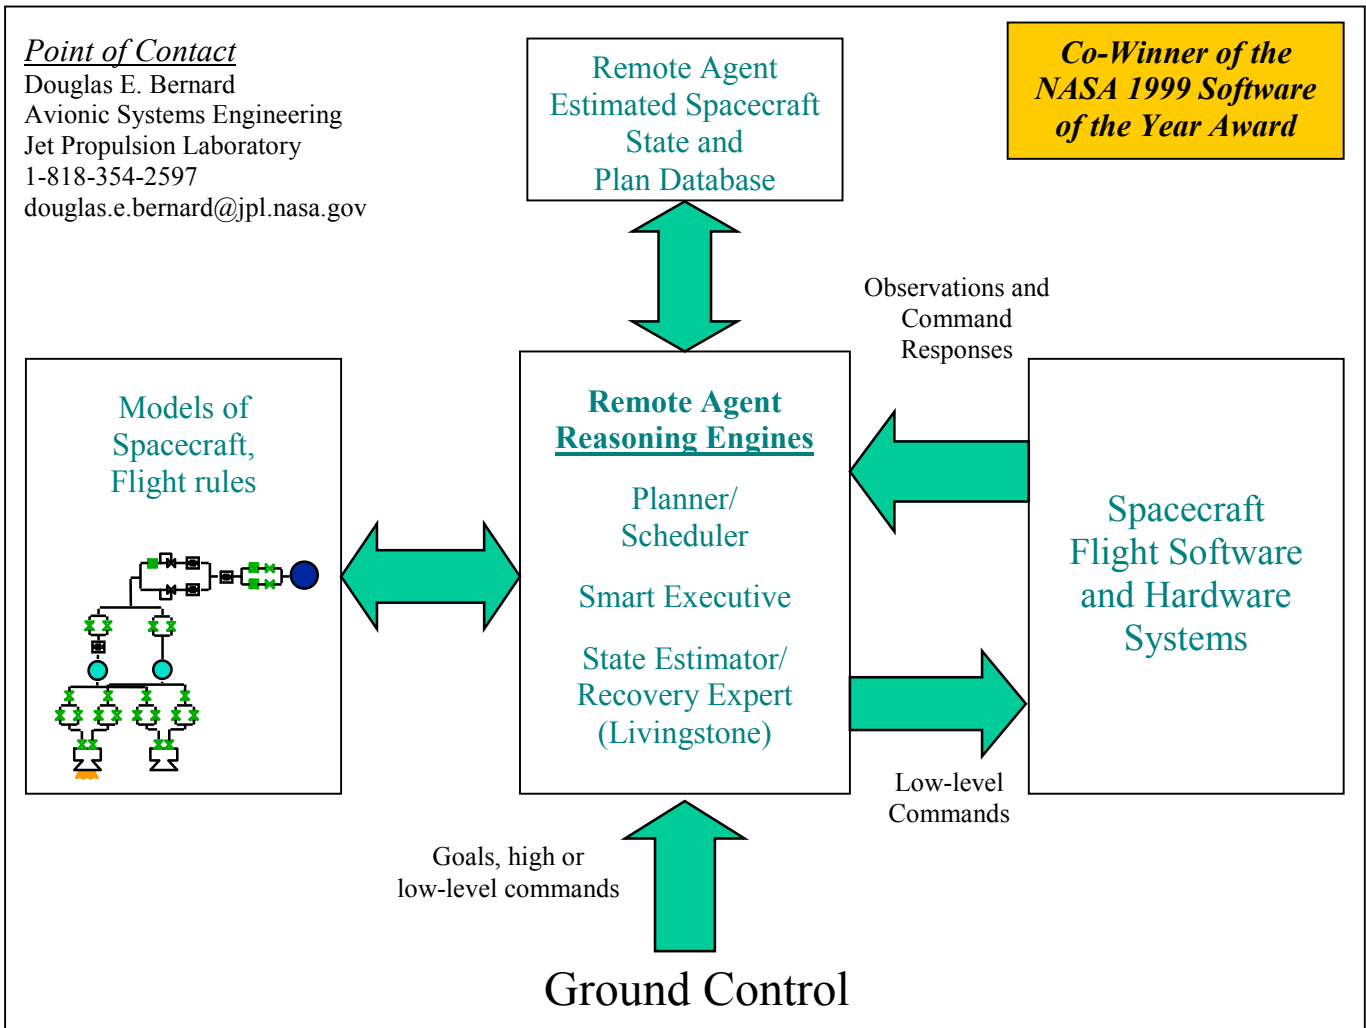 Point of Contact
Douglas E. Bernard
Avionic Systems Engineering
Jet Propulsion Laboratory
1-818-354-2597
douglas.e.bernard@jpl.nasa.gov
Remote Agent
Estimated Spacecraft
State and
Plan Database
Co-Winner of the
NASA 1999 Software
of the Year Award
Observations and
Command
Responses
Models of
Spacecraft,
Flight rules
Remote Agent
Reasoning Engines
Planner/
Scheduler
Smart Executive
State Estimator/
Recovery Expert
(Livingstone)
Spacecraft
Flight Software
and Hardware
Systems
Low-level
Commands
Goals, high or
low-level commands
Ground Control